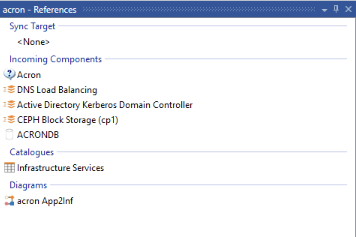 acron - References
Sync Target
<None>
Incoming Components
Acron
DNS Load Balancing
Active Directory Kerberos Domain Controller
CEPH Block Storage (cp1)
ACRONDB
Catalogues
Infrastructure Services
Diagrams
acron App2Inf